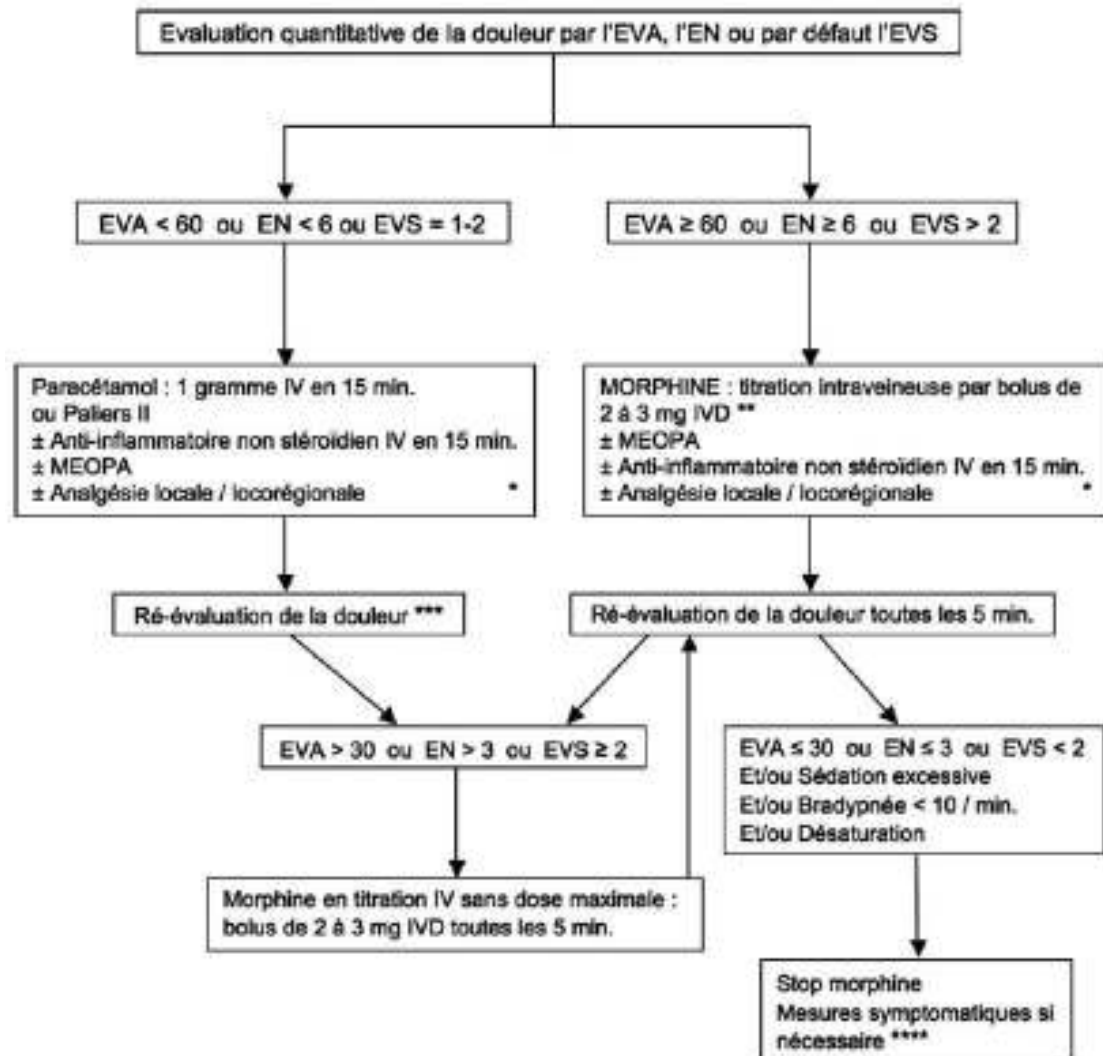 Evaluation quantitative de la douleur par l'EVA, l'EN ou par défaut l'EVS
EVA < 60 ou EN < 6 ou EVS = 1-2
EVA ≥ 60 ou EN ≥ 6 ou EVS > 2
Paracétamol : 1 gramme IV en 15 min.
ou Paliers II
± Anti-inflammatoire non stéroïdien IV en 15 min.
± MEOPA
± Analgésie locale / locorégionale *
MORPHINE : titration intraveineuse par bolus de
2 à 3 mg IVD **
± MEOPA
± Anti-inflammatoire non stéroïdien IV en 15 min.
± Analgésie locale / locorégionale *
Ré-évaluation de la douleur ***
Ré-évaluation de la douleur toutes les 5 min.
EVA > 30 ou EN > 3 ou EVS ≥ 2
EVA ≤ 30 ou EN ≤ 3 ou EVS < 2
Et/ou Sédation excessive
Et/ou Bradypnée < 10 / min.
Et/ou Désaturation
Morphine en titration IV sans dose maximale :
bolus de 2 à 3 mg IVD toutes les 5 min.
Stop morphine
Mesures symptomatiques si
nécessaire ****